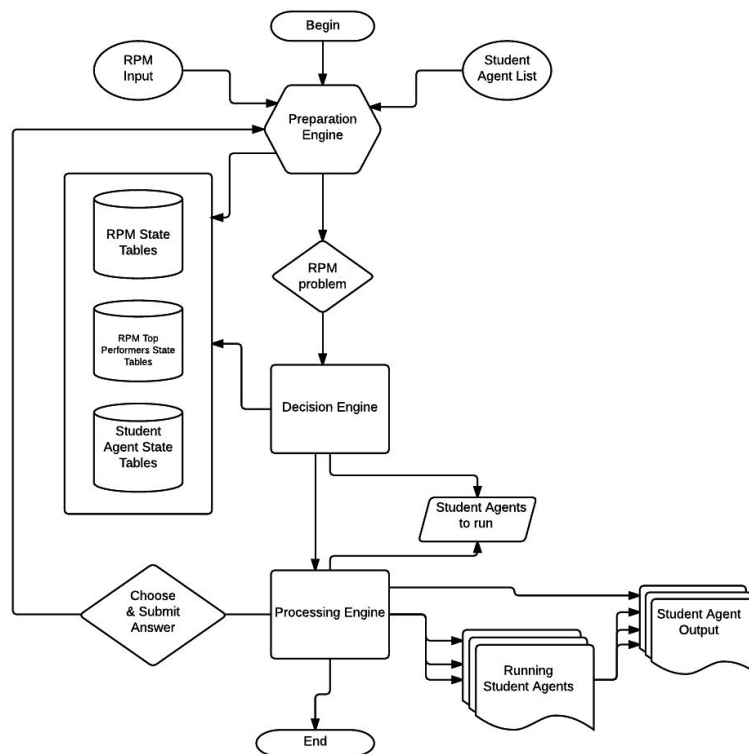 Begin
RPM
Input
Student
Agent List
Preparation
Engine
RPM State
Tables
RPM
problem
RPM Top
Performers State
Tables
Decision Engine
Student
Agent State
Tables
Student Agents
to run
Choose
& Submit
Answer
Processing Engine
Student Agent
Output
Running
Student Agents
End